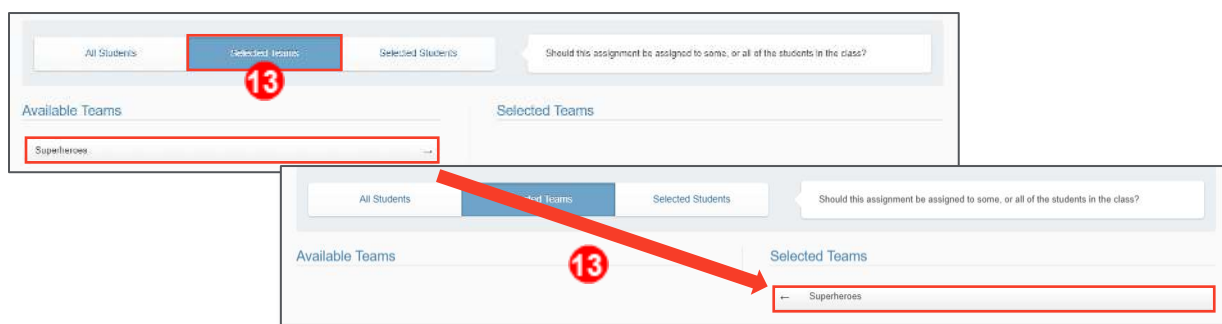 All Students
Selected Teams
Selected Students
Should this assignment be assigned to some, or all of the students in the class?
13
Available Teams
Selected Teams
Superheroes →
All Students
ted Teams
Selected Students
Should this assignment be assigned to some, or all of the students in the class?
Available Teams
13
Selected Teams
← Superheroes